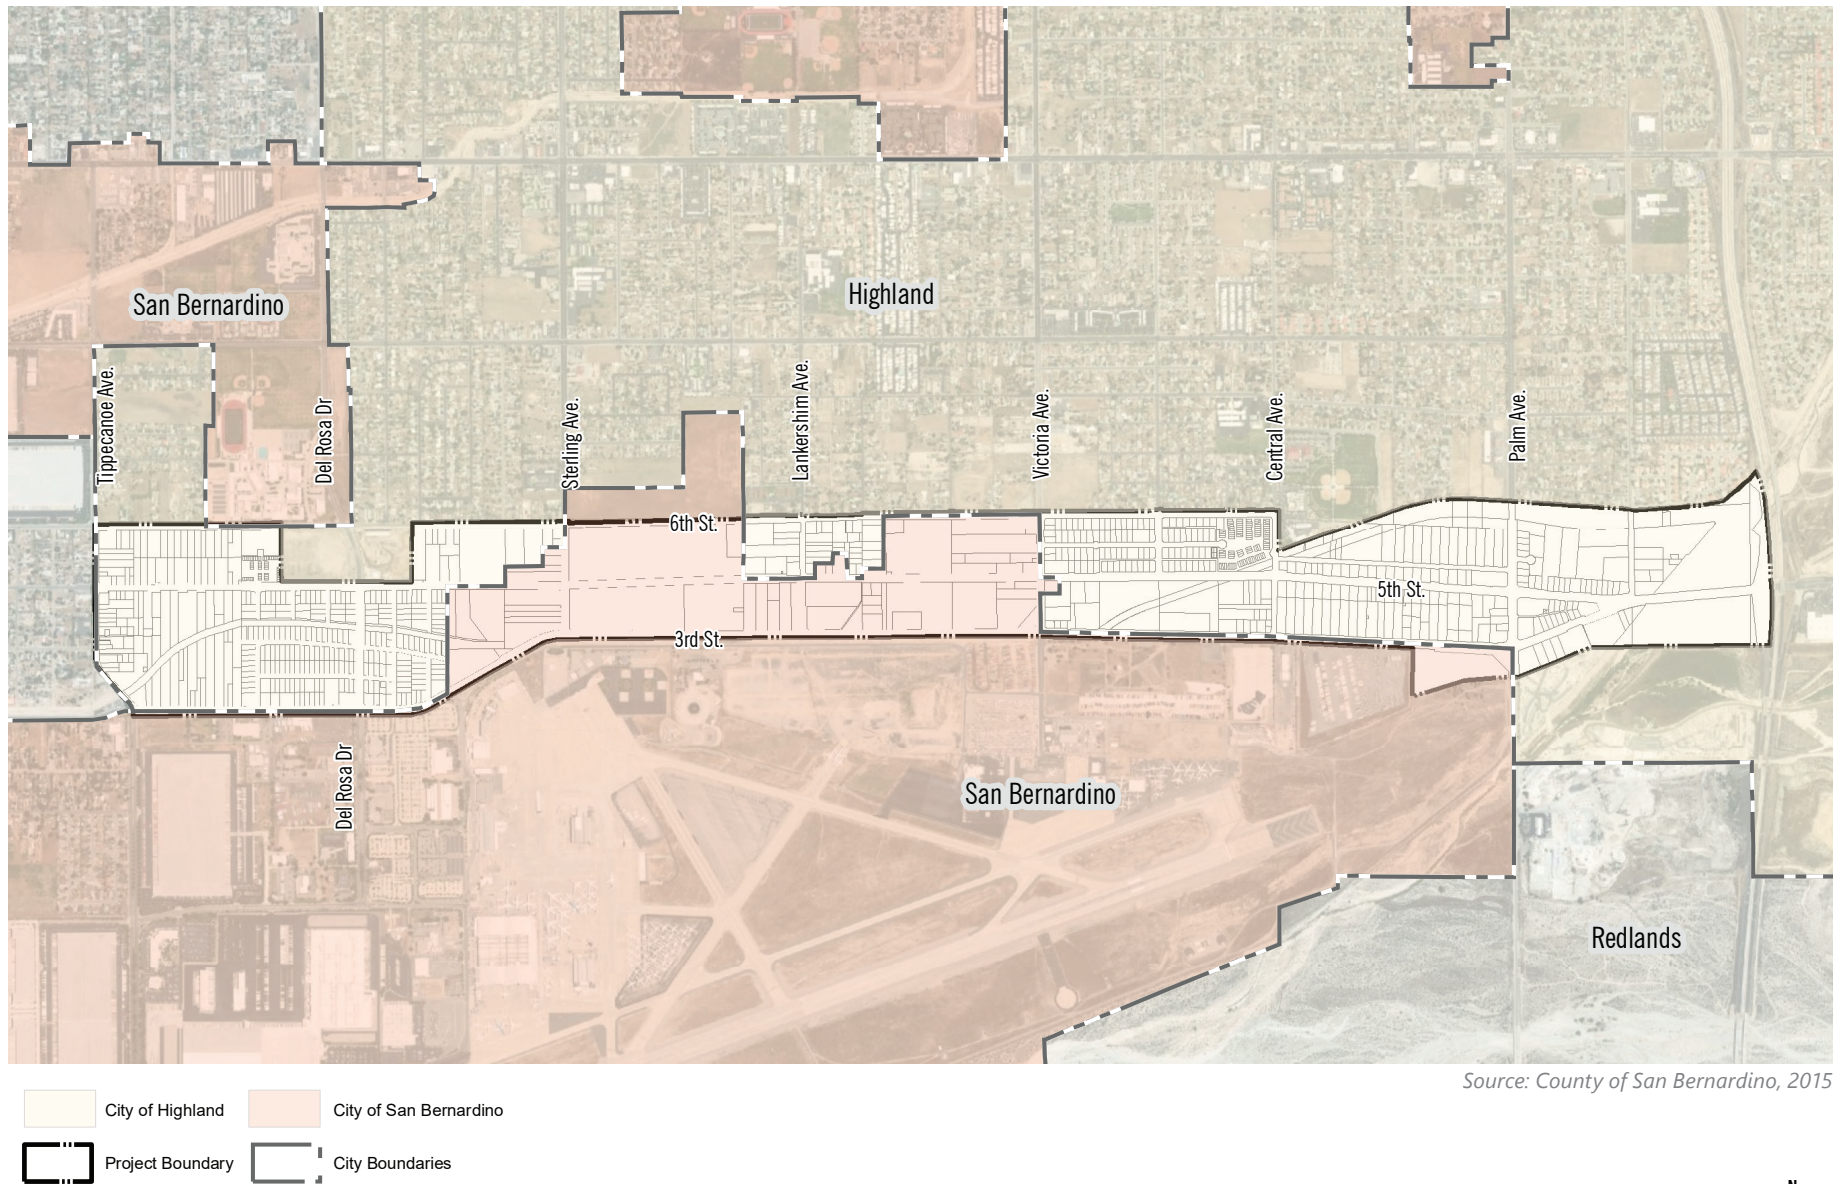 San Bernardino
Highland
Tippecanoe Ave.
Del Rosa Dr
Sterling Ave.
Lankershim Ave.
Victoria Ave.
Central Ave.
Palm Ave.
6th St.
5th St.
3rd St.
Del Rosa Dr
San Bernardino
Redlands
Source: County of San Bernardino, 2015
City of Highland
City of San Bernardino
Project Boundary
City Boundaries
N